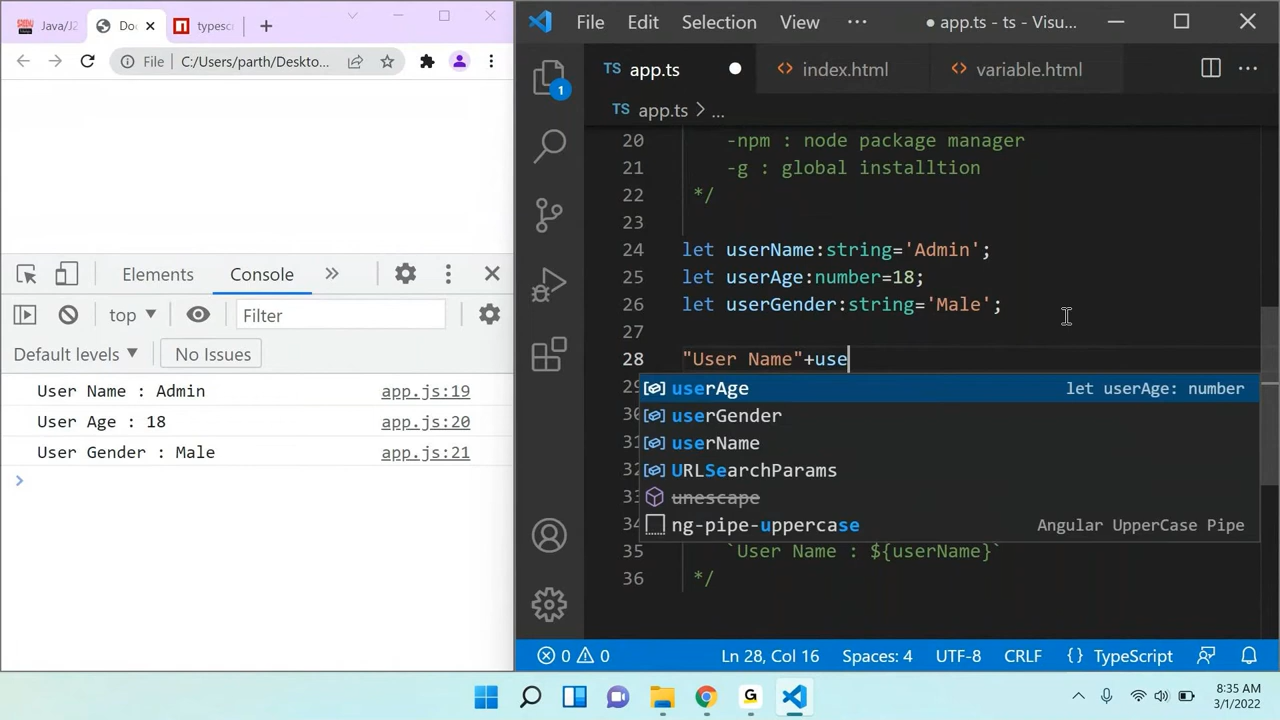 Java/J2
Doc
typesc
File Edit Selection View ··· ● app.ts - ts - Visu...
File C:/Users/parth/Deskto...
TS app.ts
index.html
variable.html
1
TS app.ts > ...
20 -npm : node package manager
21 -g : global installtion
22 */
23
24 let userName:string='Admin';
25 let userAge:number=18;
26 let userGender:string='Male';
27
28 "User Name"+use
29
userAge let userAge: number
userGender
userName
URLSearchParams
unescape
ng-pipe-uppercase Angular UpperCase Pipe
35 `User Name : ${userName}`
36 */
Elements Console »
top Filter
Default levels No Issues
User Name : Admin app.js:19
User Age : 18 app.js:20
User Gender : Male app.js:21
0 0 Ln 28, Col 16 Spaces: 4 UTF-8 CRLF {} TypeScript
8:35 AM
3/1/2022